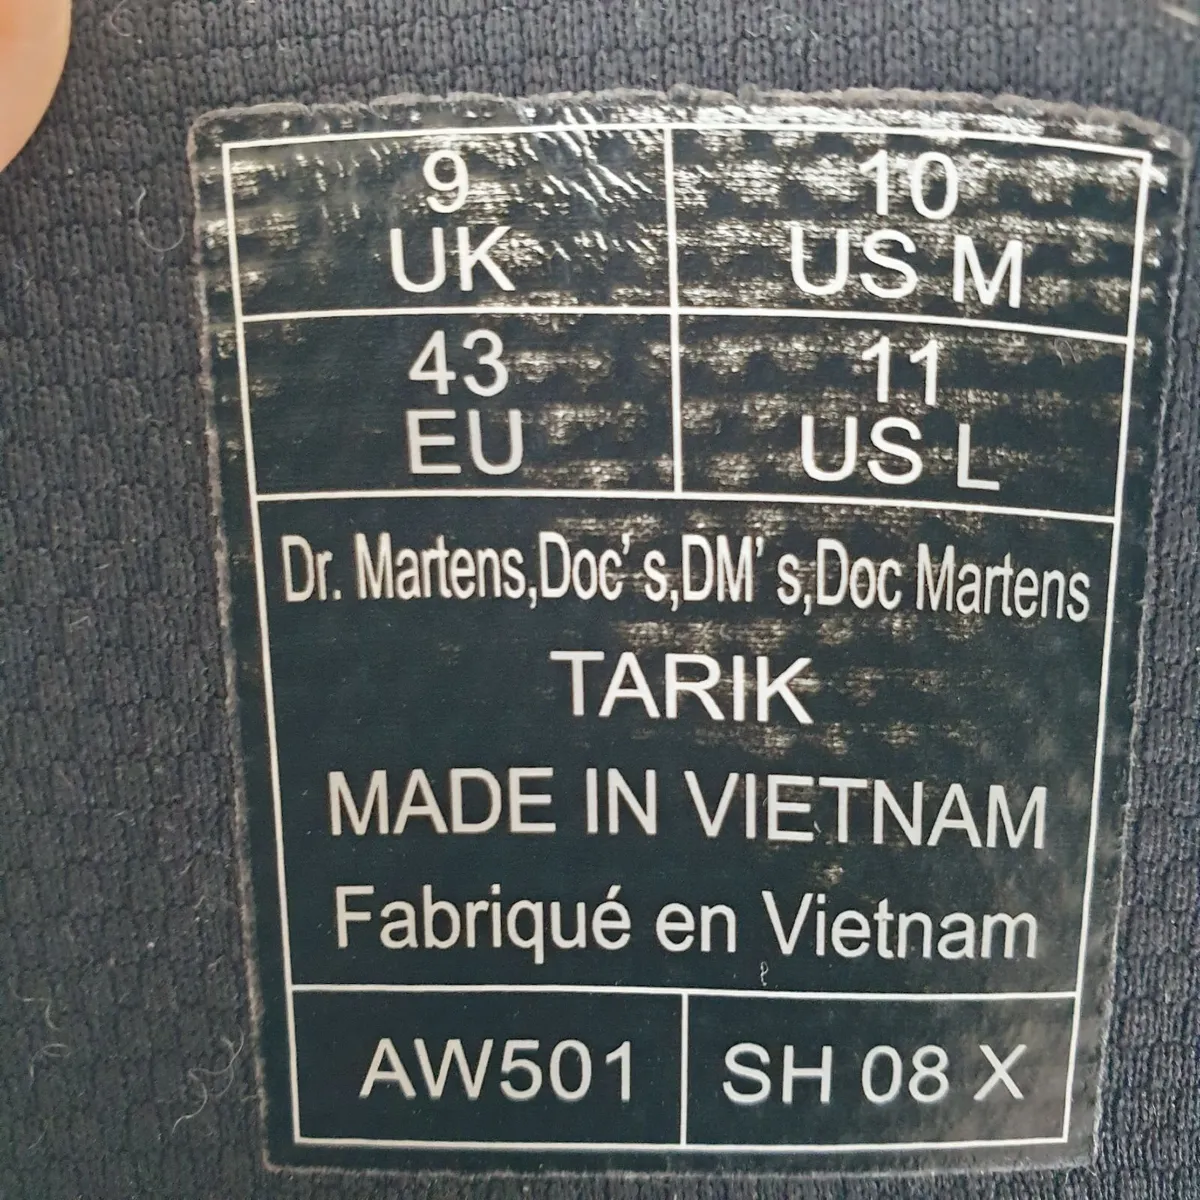 9
UK
10
US M
43
EU
11
US L
Dr. Martens,Doc's,DM's,Doc Martens
TARIK
MADE IN VIETNAM
Fabriqué en Vietnam
AW501
SH 08 X